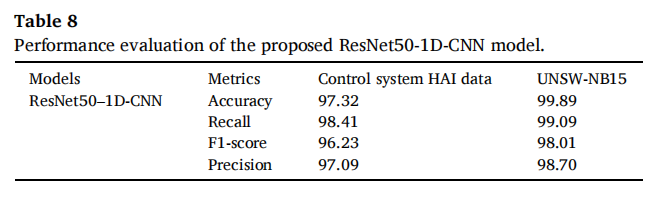 Table 8
Performance evaluation of the proposed ResNet50-1D-CNN model.
Models Metrics Control system HAI data UNSW-NB15
ResNet50–1D-CNN Accuracy 97.32 99.89
Recall 98.41 99.09
F1-score 96.23 98.01
Precision 97.09 98.70